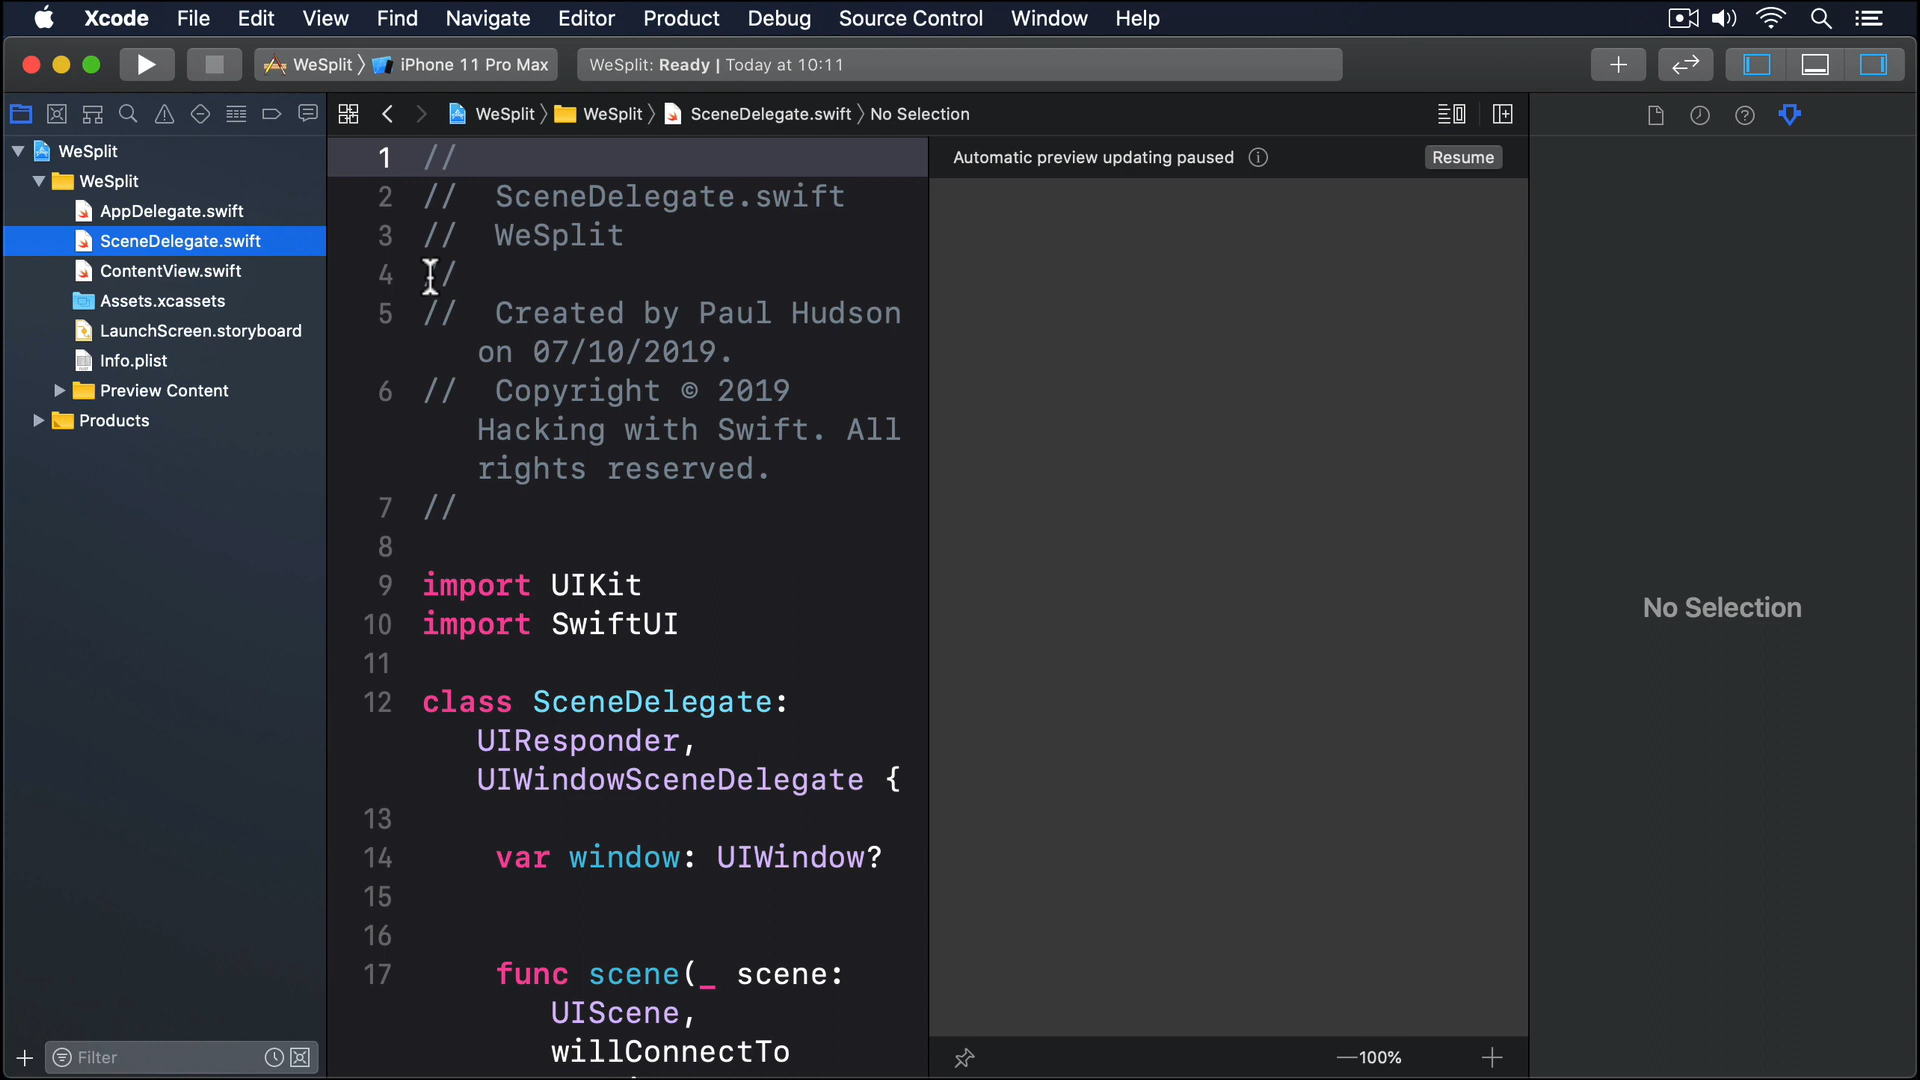 Xcode File Edit View Find Navigate Editor Product Debug Source Control Window Help
WeSplit iPhone 11 Pro Max WeSplit: Ready | Today at 10:11
WeSplit WeSplit SceneDelegate.swift No Selection
WeSplit
WeSplit
AppDelegate.swift
SceneDelegate.swift
ContentView.swift
Assets.xcassets
LaunchScreen.storyboard
Info.plist
Preview Content
Products
Filter
1 //
2 // SceneDelegate.swift
3 // WeSplit
4 //
5 // Created by Paul Hudson
on 07/10/2019.
6 // Copyright © 2019
Hacking with Swift. All
rights reserved.
7 //
8
9 import UIKit
10 import SwiftUI
11
12 class SceneDelegate:
UIResponder,
UIWindowSceneDelegate {
13
14 var window: UIWindow?
15
16
17 func scene(_ scene:
UIScene,
willConnectTo
Automatic preview updating paused
Resume
100%
No Selection